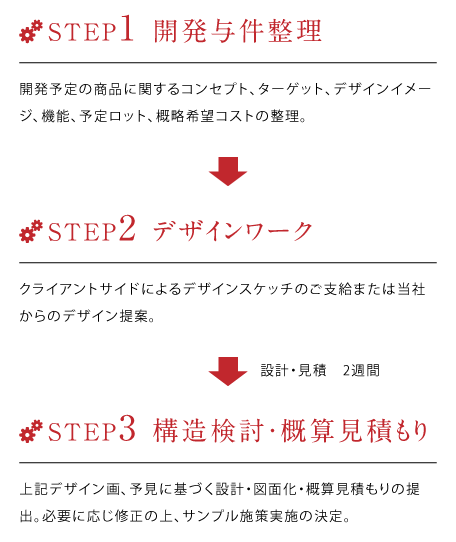 STEP1 開発与件整理
開発予定の商品に関するコンセプト、ターゲット、デザインイメー
ジ、機能、予定ロット、概略希望コストの整理。
STEP2 デザインワーク
クライアントサイドによるデザインスケッチのご支給または当社
からのデザイン提案。
設計・見積　2週間
STEP3 構造検討・概算見積もり
上記デザイン画、予見に基づく設計・図面化・概算見積もりの提
出。必要に応じ修正の上、サンプル施策実施の決定。